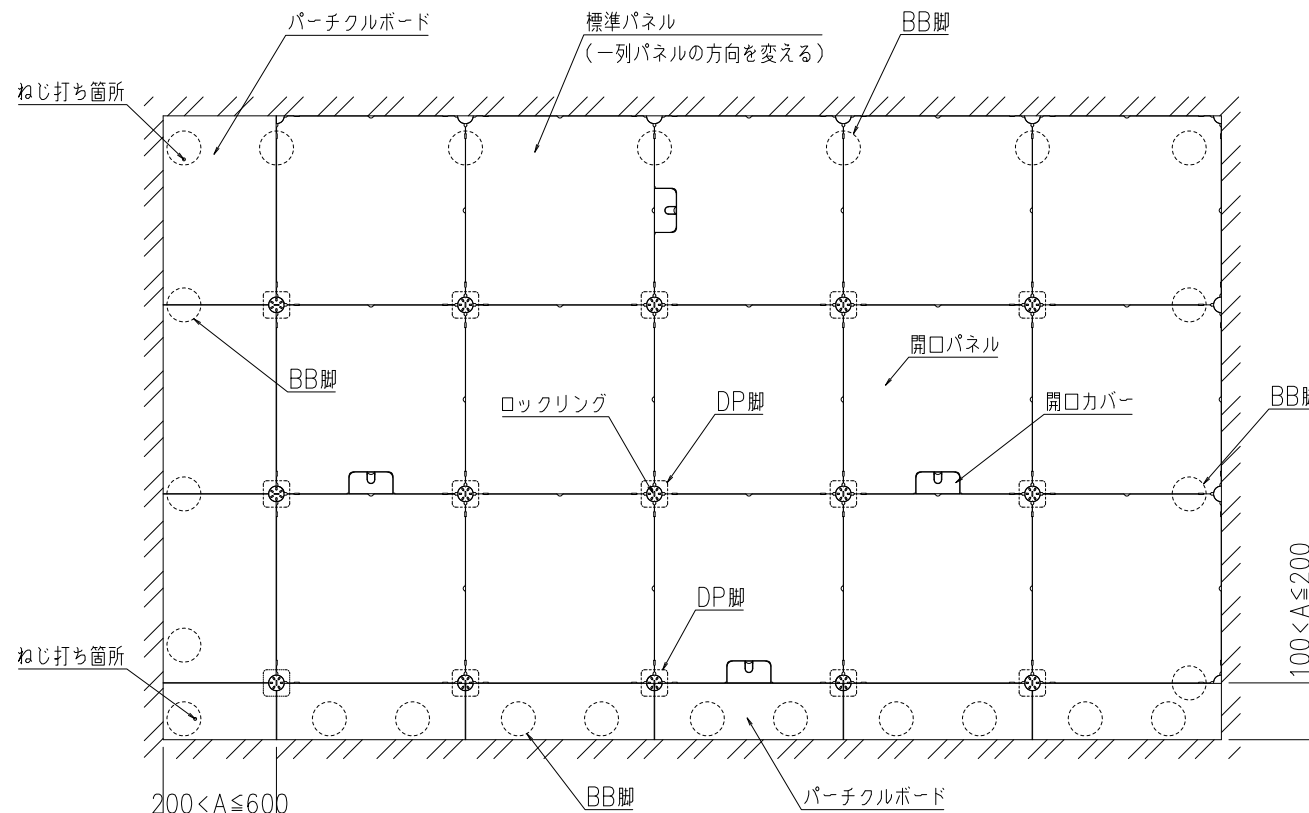 パーチクルボード
標準パネル
(一列パネルの方向を変える)
BB脚
ねじ打ち箇所
BB脚
ロックリング
DP脚
開口パネル
開口カバー
BB脚
100<A≦200
DP脚
ねじ打ち箇所
200<A≦600
BB脚
パーチクルボード